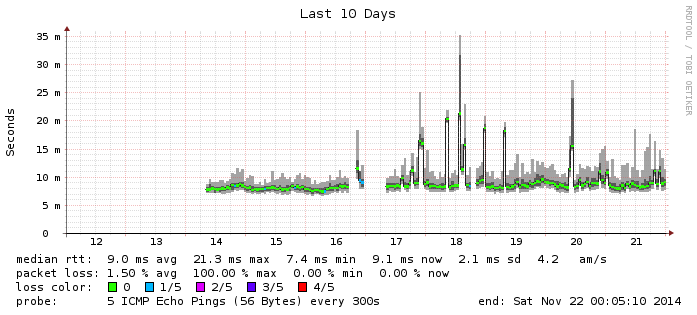 Last 10 Days
RRDTOOL / TOBI OETIKER
Seconds
35 m
30 m
25 m
20 m
15 m
10 m
5 m
0
12 13 14 15 16 17 18 19 20 21
median rtt: 9.0 ms avg 21.3 ms max 7.4 ms min 9.1 ms now 2.1 ms sd 4.2 am/s
packet loss: 1.50 % avg 100.00 % max 0.00 % min 0.00 % now
loss color: 0 1/5 2/5 3/5 4/5
probe: 5 ICMP Echo Pings (56 Bytes) every 300s end: Sat Nov 22 00:05:10 2014